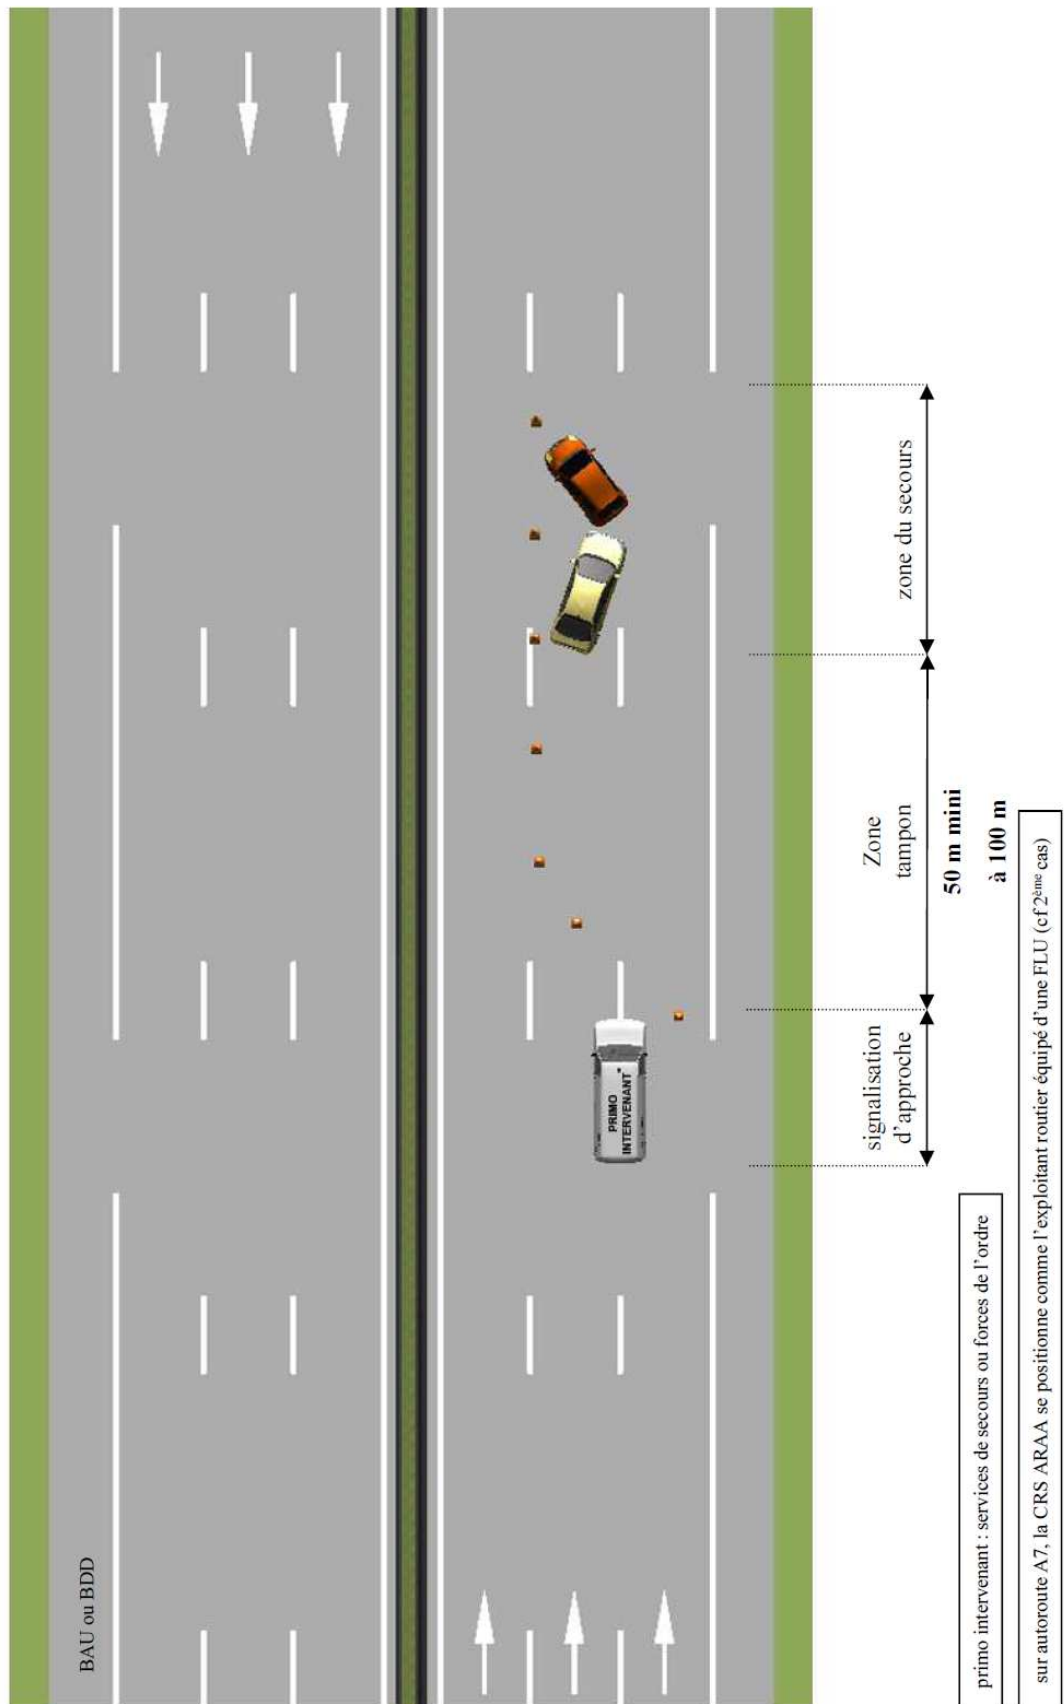 BAU ou BDD
PRIMO
INTERVENANT*
signalisation
d'approche
Zone
tampon
50 m mini
à 100 m
zone du secours
primo intervenant : services de secours ou forces de l'ordre
sur autoroute A7, la CRS ARAA se positionne comme l'exploitant routier équipé d'une FLU (cf 2ème cas)